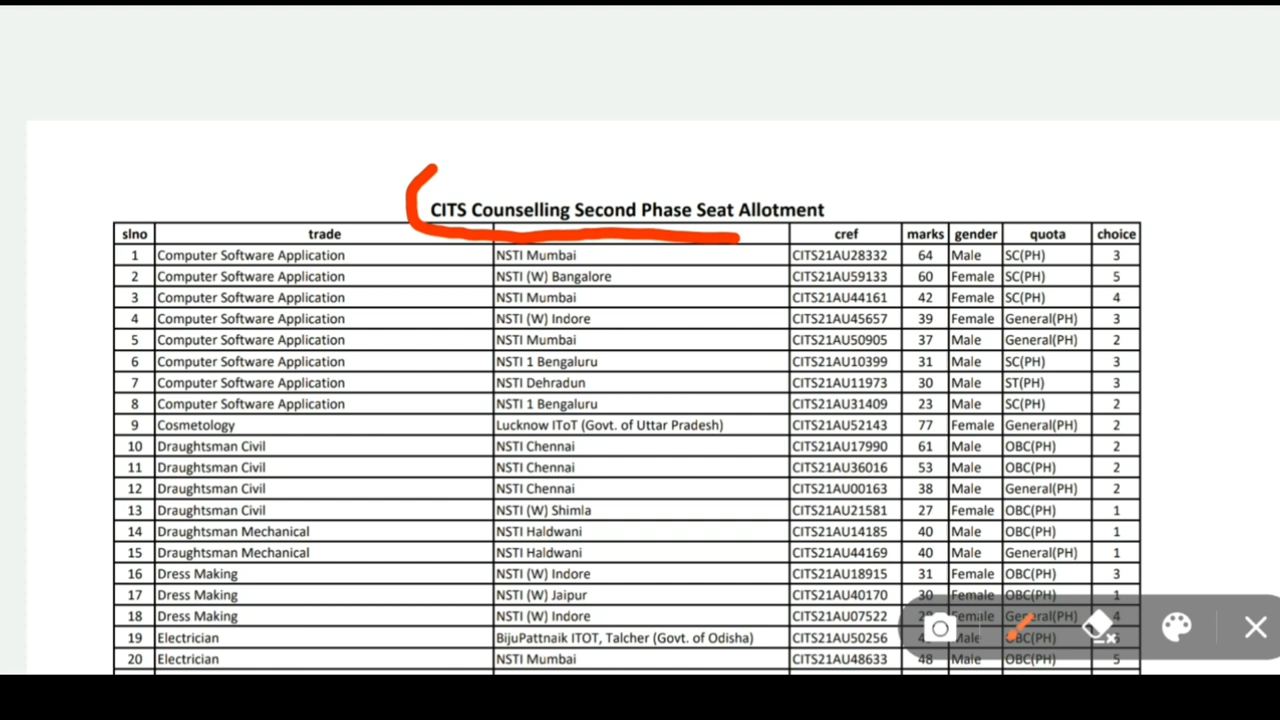 CITS Counselling Second Phase Seat Allotment
slno trade cref marks gender quota choice
1 Computer Software Application NSTI Mumbai CITS21AU28332 64 Male SC(PH) 3
2 Computer Software Application NSTI (W) Bangalore CITS21AU59133 60 Female SC(PH) 5
3 Computer Software Application NSTI Mumbai CITS21AU44161 42 Female SC(PH) 4
4 Computer Software Application NSTI (W) Indore CITS21AU45657 39 Female General(PH) 3
5 Computer Software Application NSTI Mumbai CITS21AU50905 37 Male General(PH) 2
6 Computer Software Application NSTI 1 Bengaluru CITS21AU10399 31 Male SC(PH) 3
7 Computer Software Application NSTI Dehradun CITS21AU11973 30 Male ST(PH) 3
8 Computer Software Application NSTI 1 Bengaluru CITS21AU31409 23 Male SC(PH) 2
9 Cosmetology Lucknow IToT (Govt. of Uttar Pradesh) CITS21AU52143 77 Female General(PH) 2
10 Draughtsman Civil NSTI Chennai CITS21AU17990 61 Male OBC(PH) 2
11 Draughtsman Civil NSTI Chennai CITS21AU36016 53 Male OBC(PH) 2
12 Draughtsman Civil NSTI Chennai CITS21AU00163 38 Male General(PH) 2
13 Draughtsman Civil NSTI (W) Shimla CITS21AU21581 27 Female OBC(PH) 1
14 Draughtsman Mechanical NSTI Haldwani CITS21AU14185 40 Male OBC(PH) 1
15 Draughtsman Mechanical NSTI Haldwani CITS21AU44169 40 Male General(PH) 1
16 Dress Making NSTI (W) Indore CITS21AU18915 31 Female OBC(PH) 3
17 Dress Making NSTI (W) Jaipur CITS21AU40170 30 Female OBC(PH) 1
18 Dress Making NSTI (W) Indore CITS21AU07522 Female General(PH) 4
19 Electrician BijuPattnaik ITOT, Talcher (Govt. of Odisha) CITS21AU50256 Male OBC(PH)
20 Electrician NSTI Mumbai CITS21AU48633 48 Male OBC(PH) 5